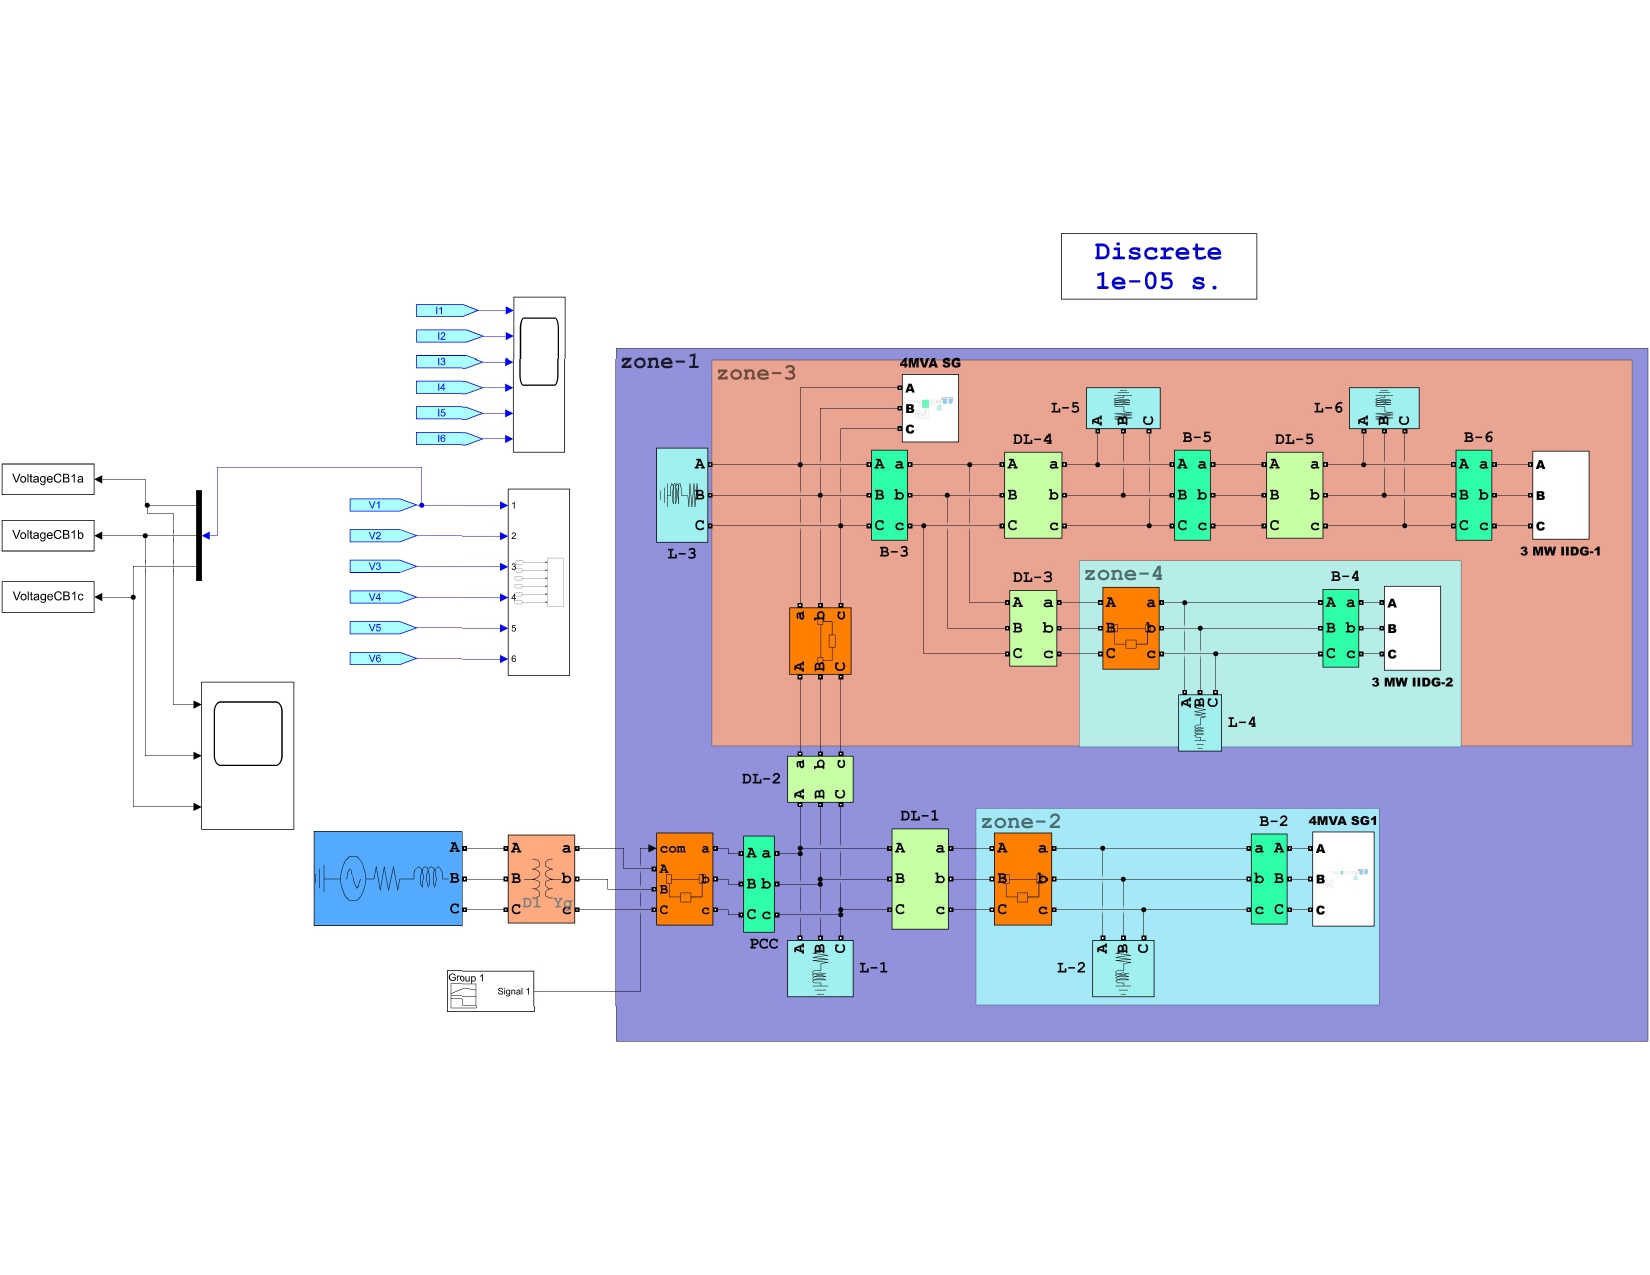 Discrete
1e-05 s.
I1
I2
I3
I4
I5
I6
zone-1
zone-3
4MVA SG
A
B
C
L-5
A B C
L-6
A B C
DL-4
B-5
DL-5
B-6
A
B
C
L-3
A a
B b
C c
B-3
A a
B b
C c
A a
B b
C c
A a
B b
C c
A a
B b
C c
A
B
C
3 MW IIDG-1
VoltageCB1a
VoltageCB1b
VoltageCB1c
V1
V2
V3
V4
V5
V6
1
2
3
4
5
6
DL-3
zone-4
B-4
A a
B b
C c
A a
B b
C c
A a
B b
C c
A
B
C
3 MW IIDG-2
A B C
L-4
a b c
A B C
DL-2
a b c
A B C
DL-1
zone-2
B-2
4MVA SG1
A
B
C
A a
B b
C c
D1 Yg
com a
A
B b
C c
A a
B b
C c
PCC
A a
B b
C c
A a
B b
C c
a A
b B
c C
A
B
C
A B C
L-1
A B C
L-2
Group 1
Signal 1